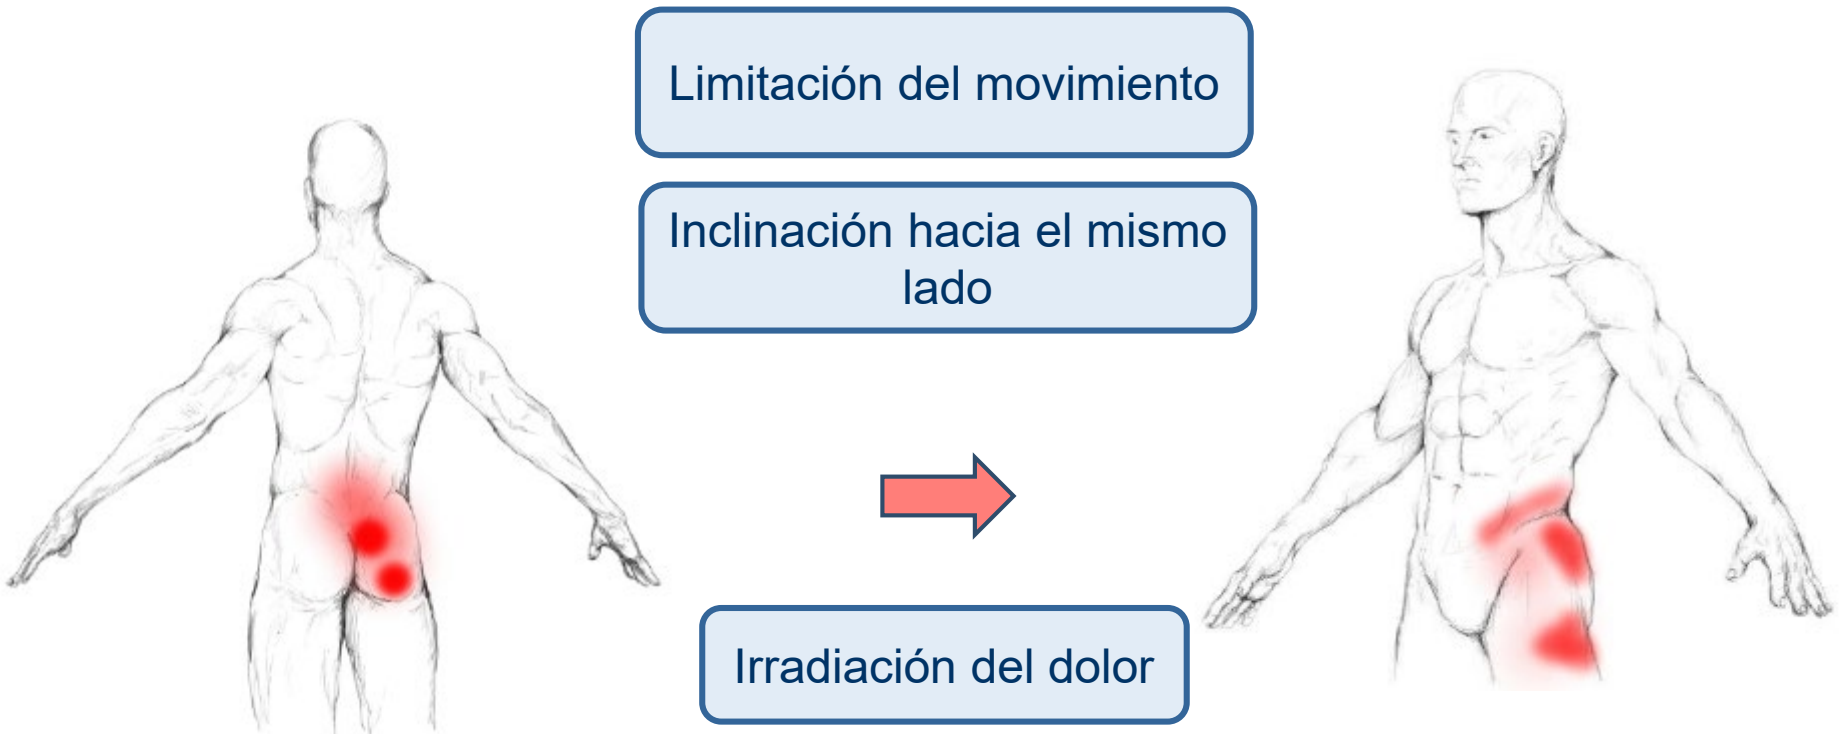 Limitación del movimiento
Inclinación hacia el mismo
lado
Irradiación del dolor